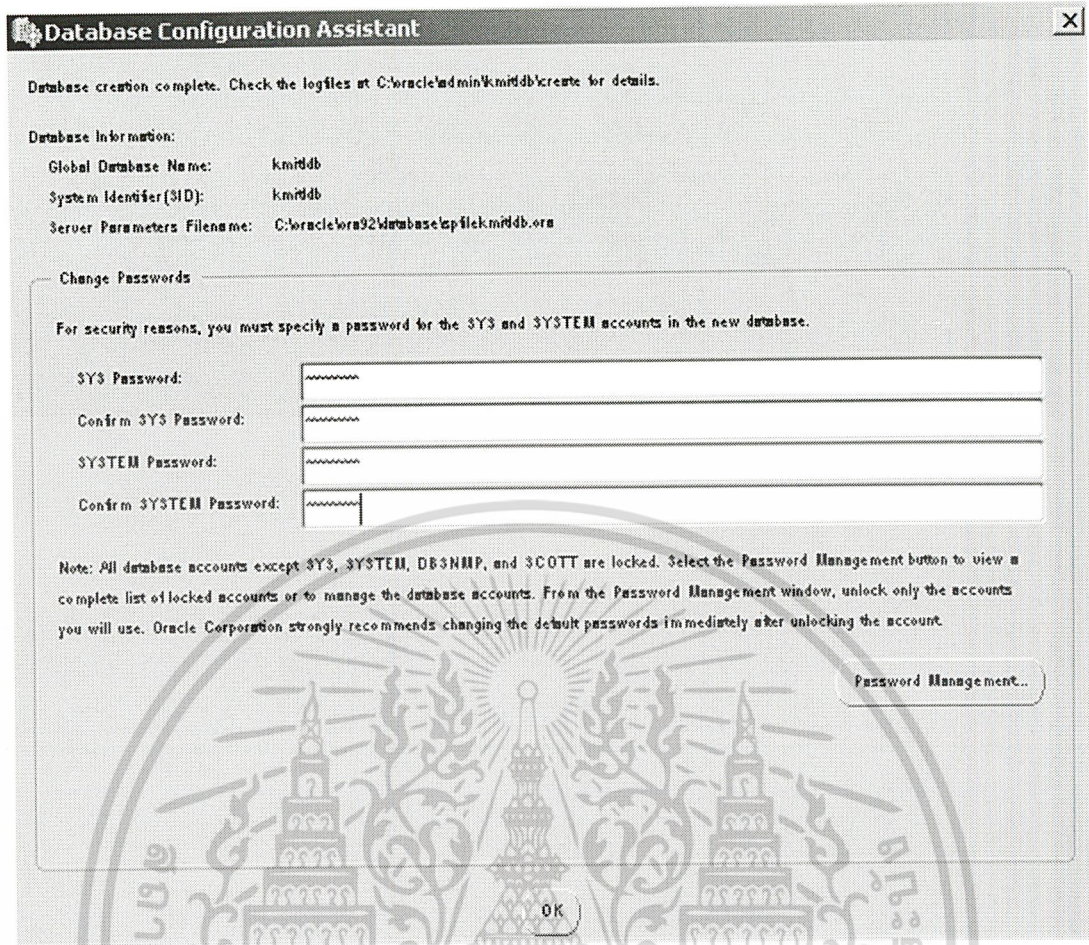 Database Configuration Assistant
Database creation complete. Check the logfiles at C:\oracle\admin\kmitldb\create for details.
Database Information:
Global Database Name: kmitldb
System Identifier(SID): kmitldb
Server Parameters Filename: C:\oracle\ora92\database\spfilekmitldb.ora
Change Passwords
For security reasons, you must specify a password for the SYS and SYSTEM accounts in the new database.
SYS Password:
Confirm SYS Password:
SYSTEM Password:
Confirm SYSTEM Password:
Note: All database accounts except SYS, SYSTEM, DBSNMP, and SCOTT are locked. Select the Password Management button to view a
complete list of locked accounts or to manage the database accounts. From the Password Management window, unlock only the accounts
you will use. Oracle Corporation strongly recommends changing the default passwords immediately after unlocking the account.
Password Management...
OK